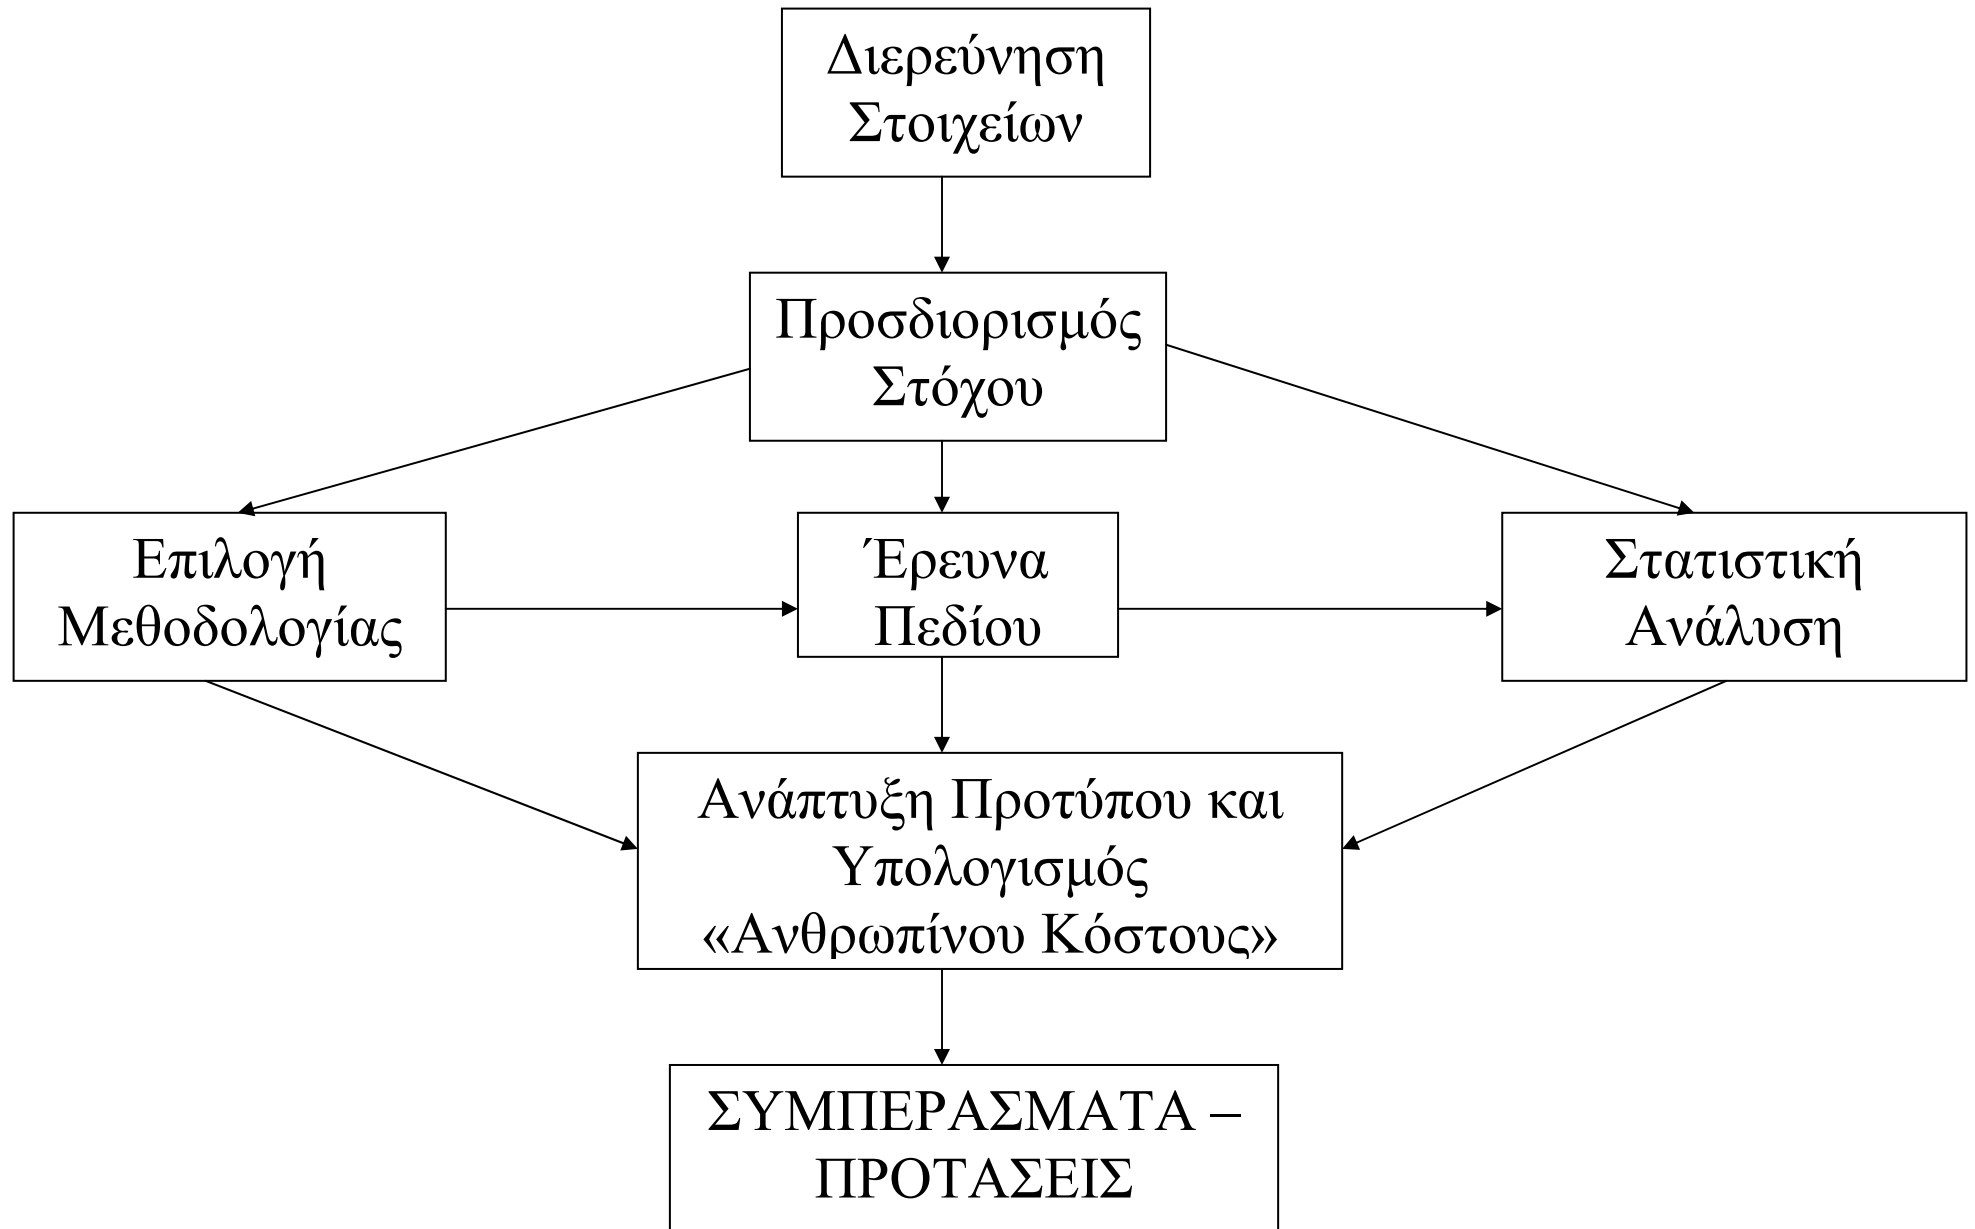 Διερεύνηση
Στοιχείων
Προσδιορισμός
Στόχου
Επιλογή
Μεθοδολογίας
Έρευνα
Πεδίου
Στατιστική
Ανάλυση
Ανάπτυξη Προτύπου και
Υπολογισμός
«Ανθρωπίνου Κόστους»
ΣΥΜΠΕΡΑΣΜΑΤΑ –
ΠΡΟΤΑΣΕΙΣ